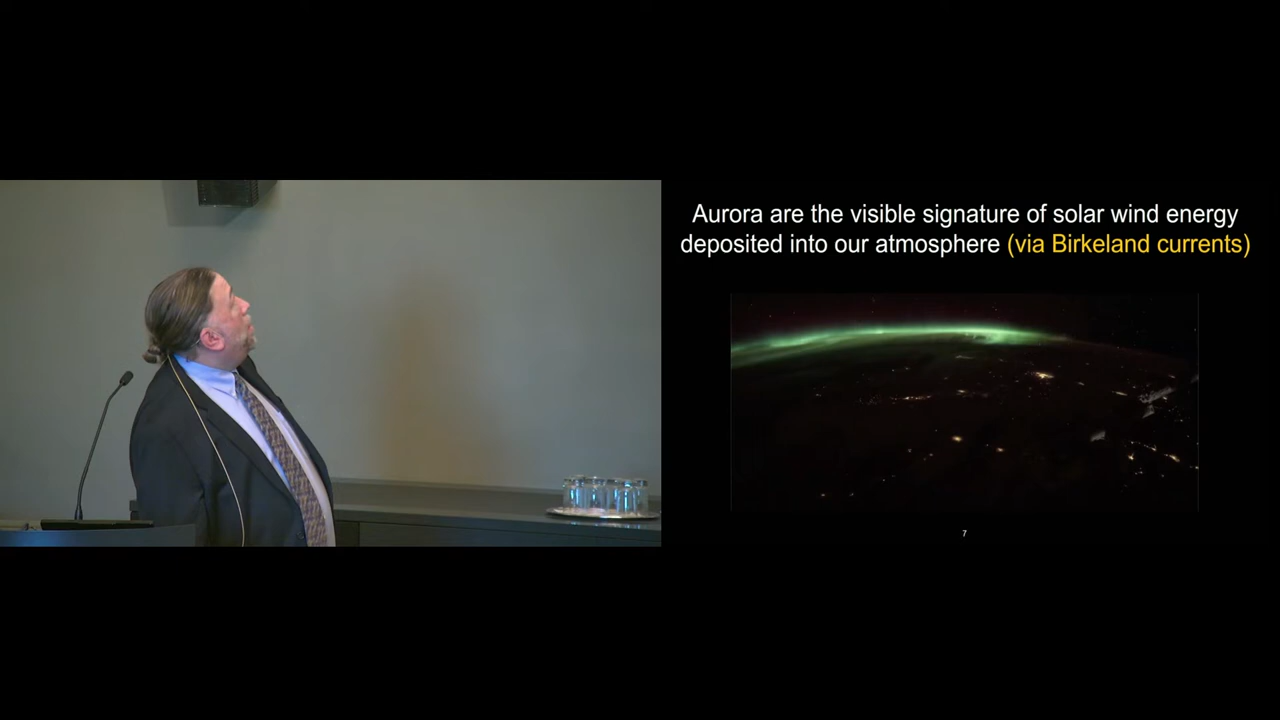 Aurora are the visible signature of solar wind energy
deposited into our atmosphere (via Birkeland currents)
7